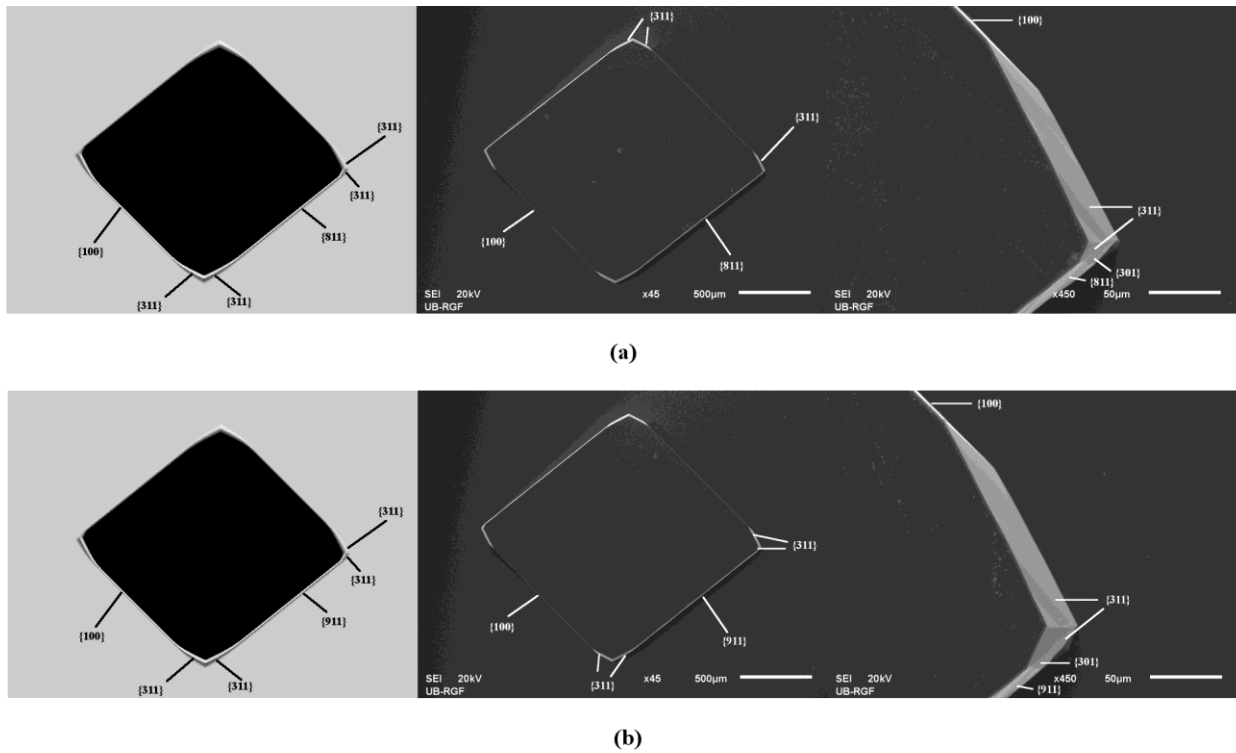 {311}
{311}
{811}
{100}
{311}
{311}
{311}
{311}
{100}
{811}
SEI 20kV x45 500µm
UB-RGF
{100}
{311}
{301}
{811}
SEI 20kV x450 50µm
UB-RGF
(a)
{311}
{311}
{911}
{100}
{311}
{311}
{311}
{100}
{911}
{311}
SEI 20kV x45 500µm
UB-RGF
{100}
{311}
{301}
{911}
SEI 20kV x450 50µm
UB-RGF
(b)